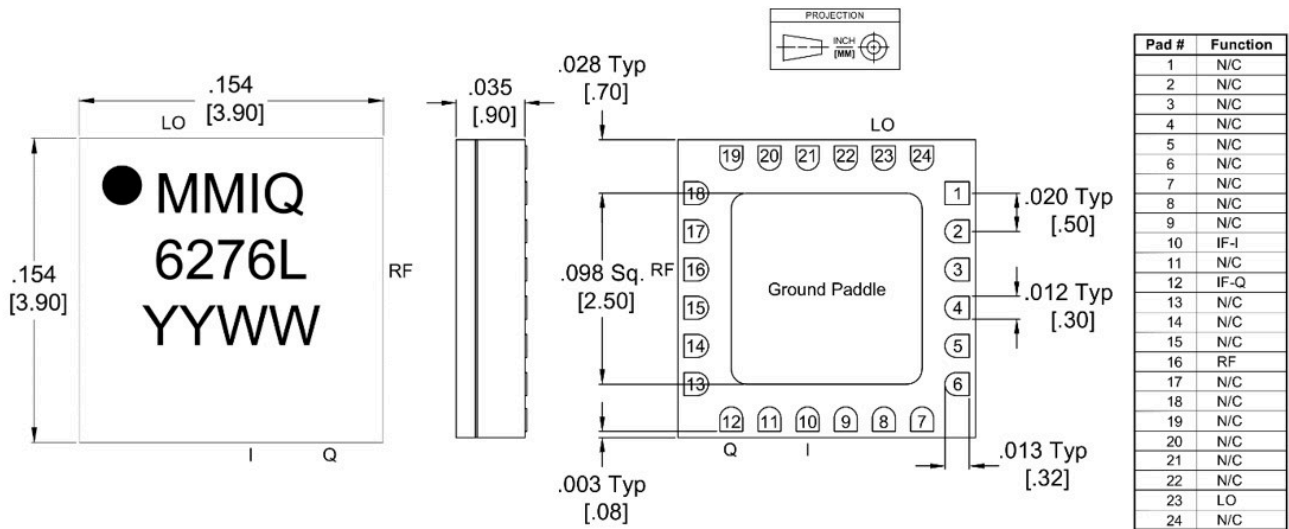 PROJECTION
INCH
[MM]
.154
[3.90]
LO
.154
[3.90]
MMIQ
6276L
YYWW
RF
I
Q
.035
[.90]
.028 Typ
[.70]
LO
19 20 21 22 23 24
18
17
16
15
14
13
RF
.098 Sq.
[2.50]
Ground Paddle
1
2
3
4
5
6
.020 Typ
[.50]
.012 Typ
[.30]
12 11 10 9 8 7
Q
I
.003 Typ
[.08]
.013 Typ
[.32]
Pad # Function
1 N/C
2 N/C
3 N/C
4 N/C
5 N/C
6 N/C
7 N/C
8 N/C
9 N/C
10 IF-I
11 N/C
12 IF-Q
13 N/C
14 N/C
15 N/C
16 RF
17 N/C
18 N/C
19 N/C
20 N/C
21 N/C
22 N/C
23 LO
24 N/C